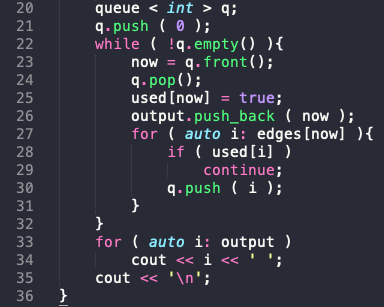 20 queue < int > q;
21 q.push ( 0 );
22 while ( !q.empty() ){
23 now = q.front();
24 q.pop();
25 used[now] = true;
26 output.push_back ( now );
27 for ( auto i: edges[now] ){
28 if ( used[i] )
29 continue;
30 q.push ( i );
31 }
32 }
33 for ( auto i: output )
34 cout << i << ' ';
35 cout << '\n';
36 }